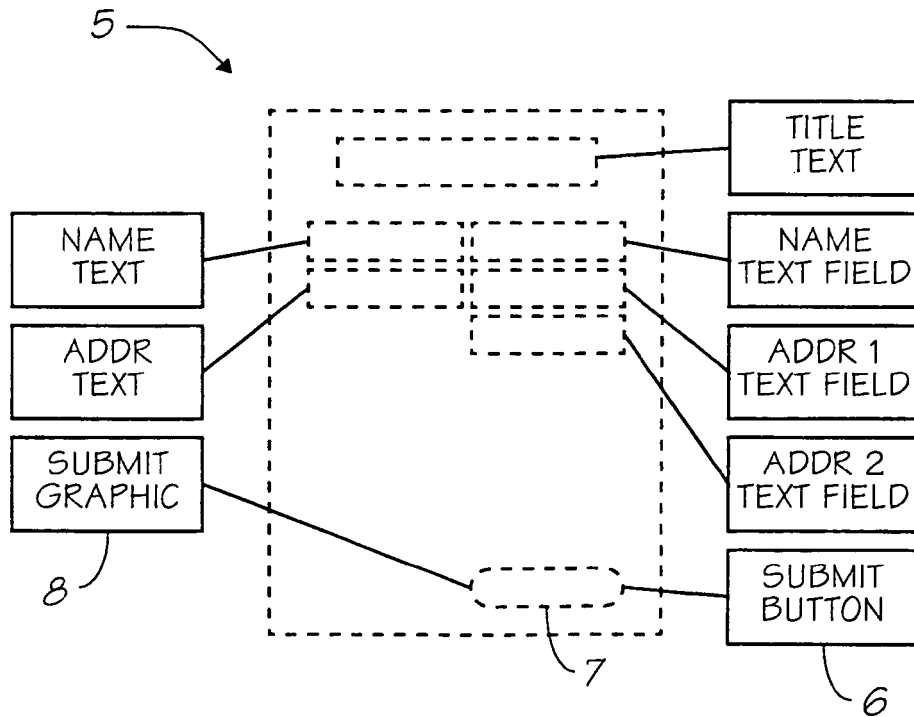 5
TITLE
TEXT
NAME
TEXT
NAME
TEXT FIELD
ADDR
TEXT
ADDR 1
TEXT FIELD
SUBMIT
GRAPHIC
ADDR 2
TEXT FIELD
8
SUBMIT
BUTTON
7
6